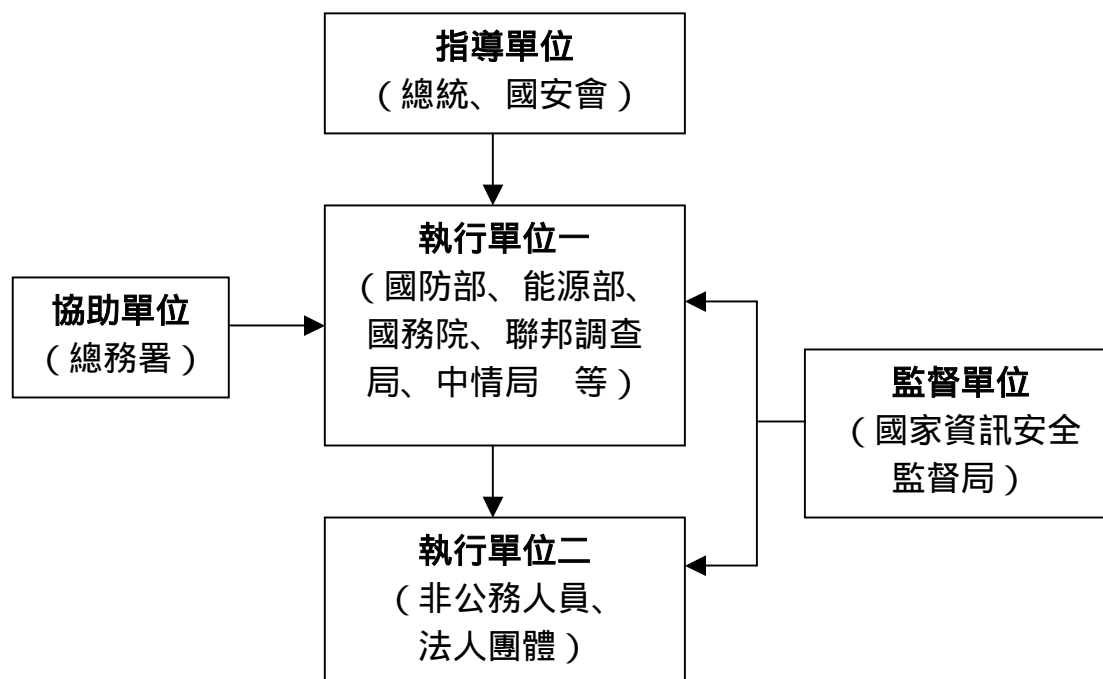 指導單位
（總統、國安會）
執行單位一
（國防部、能源部、
國務院、聯邦調查
局、中情局　等）
協助單位
（總務署）
監督單位
（國家資訊安全
監督局）
執行單位二
（非公務人員、
法人團體）